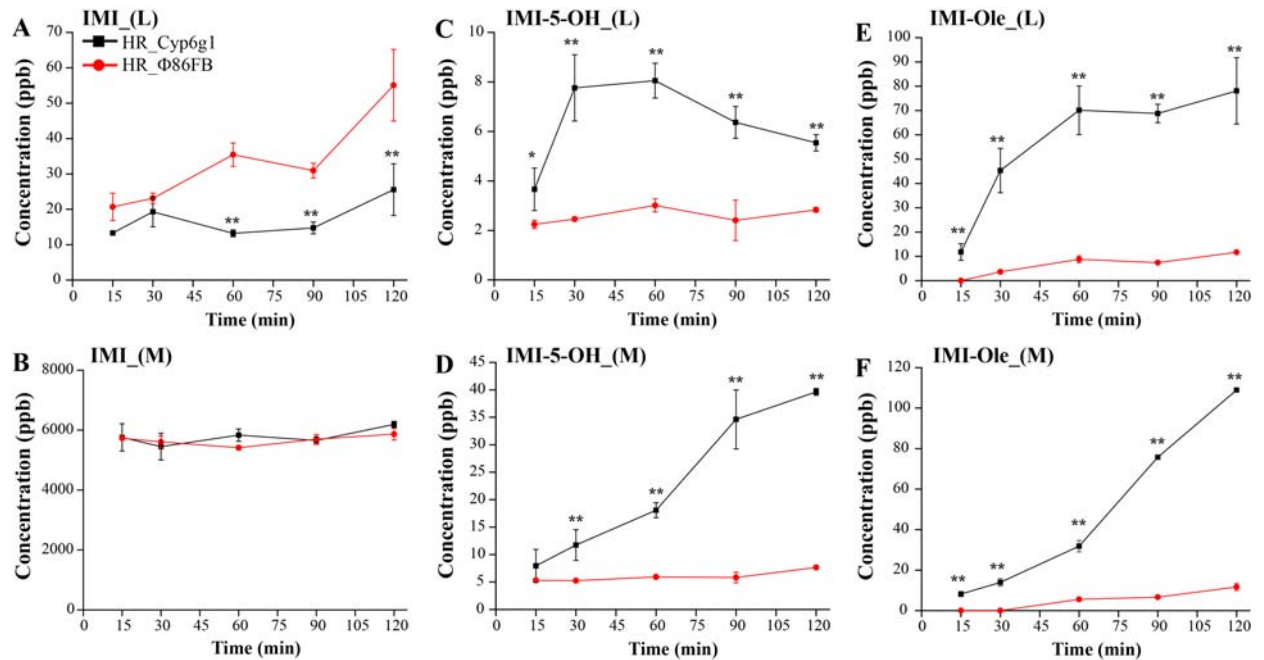 A
IMI_(L)
HR_Cyp6g1
HR_Φ86FB
Concentration (ppb)
70
60
50
40
30
20
10
0
**
**
**
0 15 30 45 60 75 90 105 120
Time (min)
C
IMI-5-OH_(L)
Concentration (ppb)
10
8
6
4
2
0
*
**
**
**
**
0 15 30 45 60 75 90 105 120
Time (min)
E
IMI-Ole_(L)
Concentration (ppb)
100
90
80
70
60
50
40
30
20
10
0
**
**
**
**
**
0 15 30 45 60 75 90 105 120
Time (min)
B
IMI_(M)
Concentration (ppb)
8000
6000
4000
2000
0
0 15 30 45 60 75 90 105 120
Time (min)
D
IMI-5-OH_(M)
Concentration (ppb)
45
40
35
30
25
20
15
10
5
0
**
**
**
**
0 15 30 45 60 75 90 105 120
Time (min)
F
IMI-Ole_(M)
Concentration (ppb)
120
100
80
60
40
20
0
**
**
**
**
**
0 15 30 45 60 75 90 105 120
Time (min)